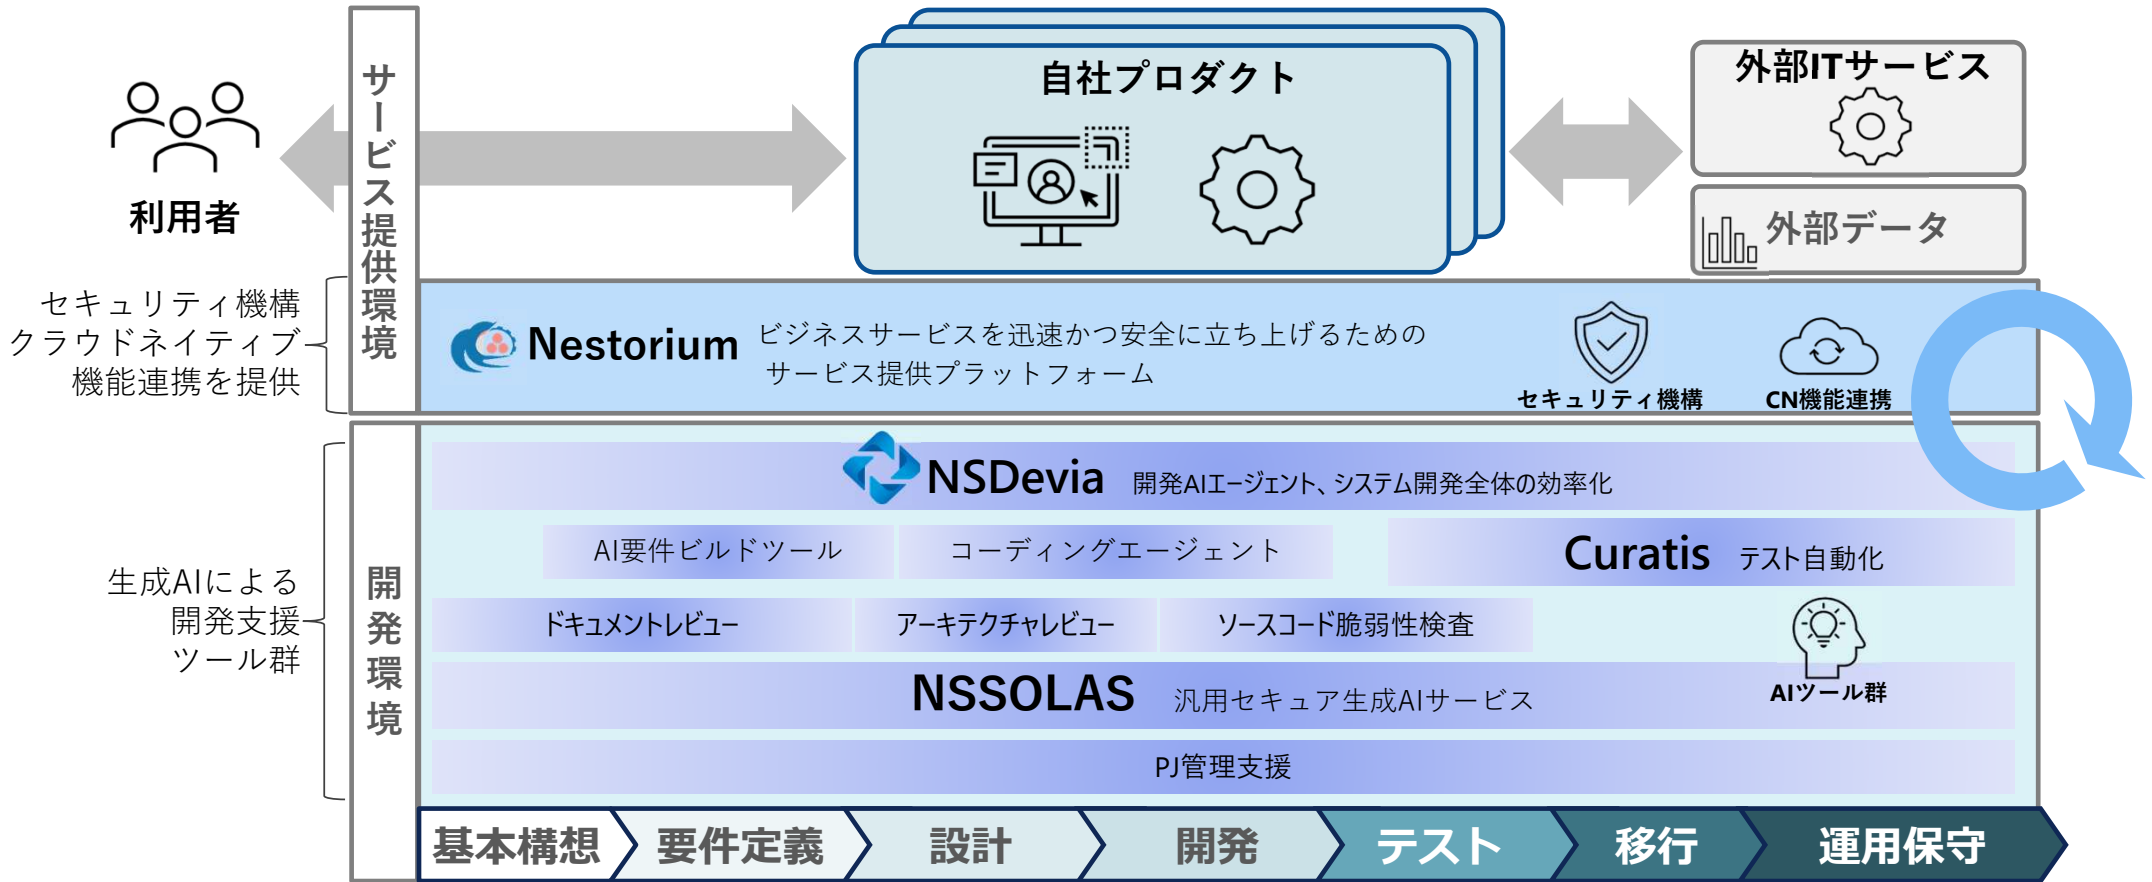 利用者
サービス提供環境
自社プロダクト
外部ITサービス
外部データ
セキュリティ機構
クラウドネイティブ
機能連携を提供
Nestorium
ビジネスサービスを迅速かつ安全に立ち上げるための
サービス提供プラットフォーム
セキュリティ機構
CN機能連携
生成AIによる
開発支援
ツール群
開発環境
NSDevia 開発AIエージェント、システム開発全体の効率化
AI要件ビルドツール
コーディングエージェント
Curatis テスト自動化
ドキュメントレビュー
アーキテクチャレビュー
ソースコード脆弱性検査
AIツール群
NSSOLAS 汎用セキュア生成AIサービス
PJ管理支援
基本構想
要件定義
設計
開発
テスト
移行
運用保守